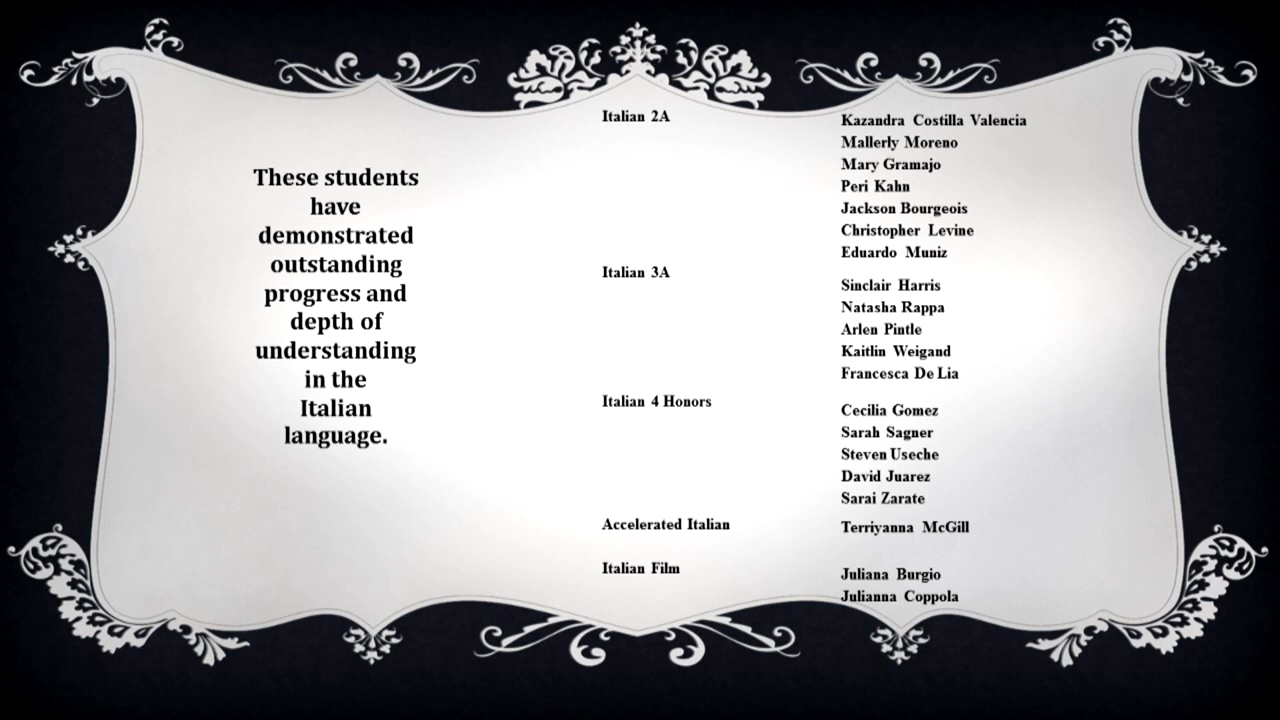 These students
have
demonstrated
outstanding
progress and
depth of
understanding
in the
Italian
language.
Italian 2A
Kazandra Costilla Valencia
Mallerly Moreno
Mary Gramajo
Peri Kahn
Jackson Bourgeois
Christopher Levine
Eduardo Muniz
Italian 3A
Sinclair Harris
Natasha Rappa
Arlen Pintle
Kaitlin Weigand
Francesca De Lia
Italian 4 Honors
Cecilia Gomez
Sarah Sagner
Steven Useche
David Juarez
Sarai Zarate
Accelerated Italian
Terriyanna McGill
Italian Film
Juliana Burgio
Julianna Coppola